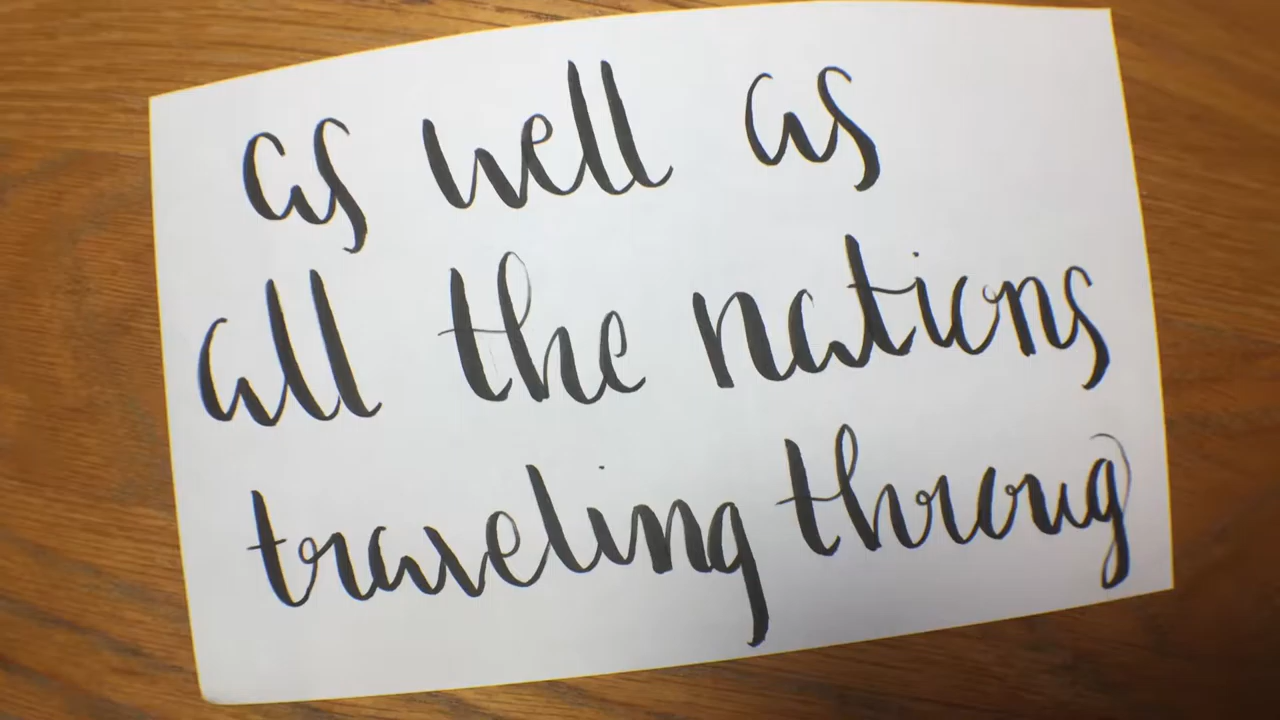 as well as
all the nations
traveling throug